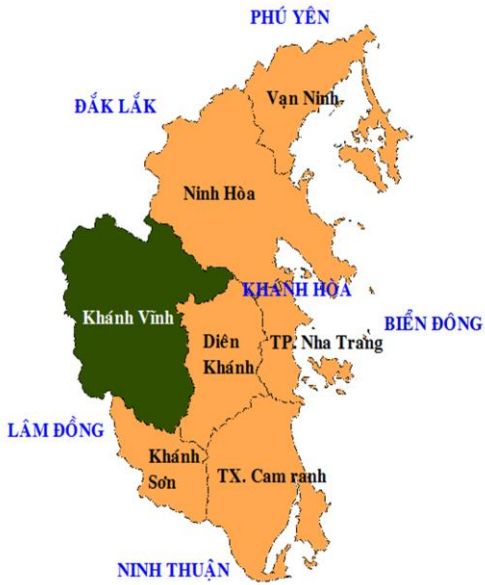 PHÚ YÊN
Vạn Ninh
ĐẮK LẮK
Ninh Hòa
KHÁNH HÒA
Khánh Vĩnh
BIỂN ĐÔNG
Diên
Khánh
TP. Nha Trang
LÂM ĐỒNG
Khánh
Sơn
TX. Cam ranh
NINH THUẬN